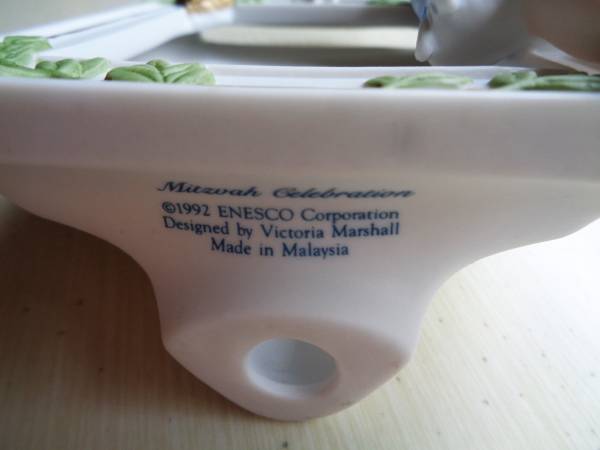 Mitzvah Celebration
©1992 ENESCO Corporation
Designed by Victoria Marshall
Made in Malaysia